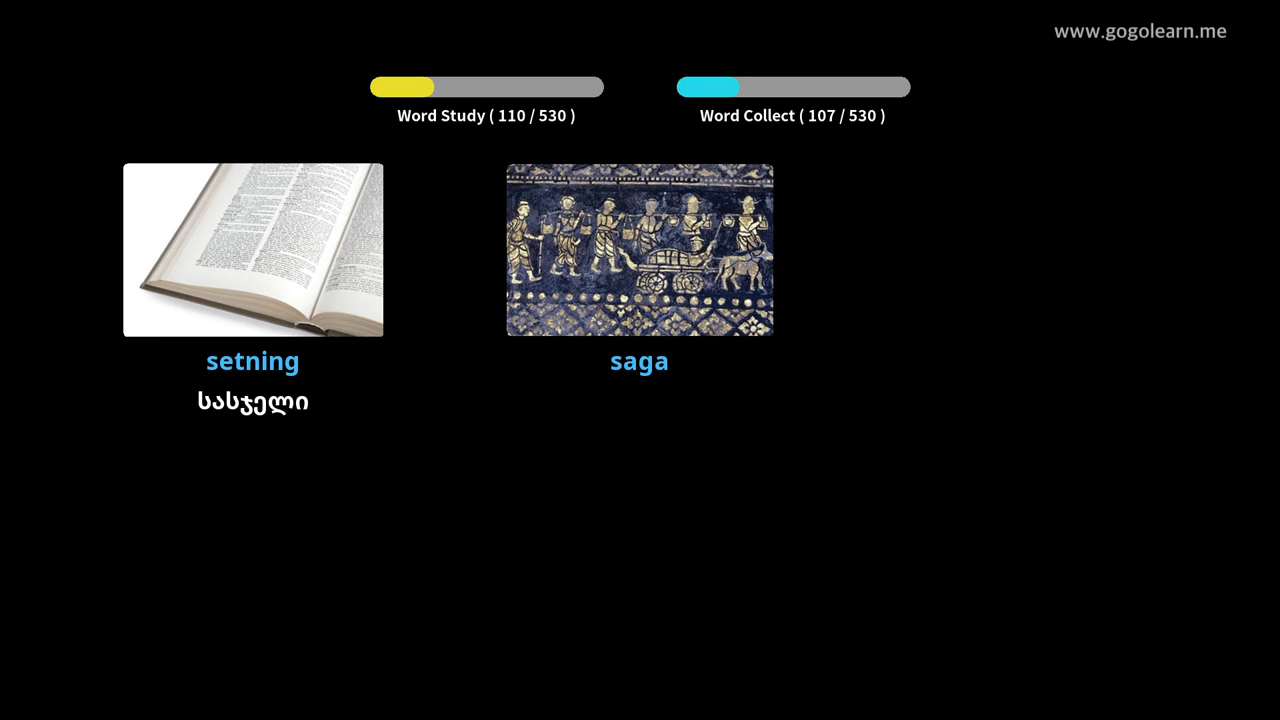 www.gogolearn.me
Word Study ( 110 / 530 )
Word Collect ( 107 / 530 )
setning
saga
სასჯელი